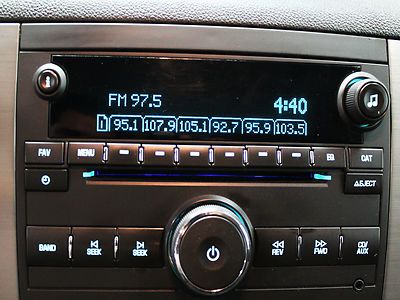 FM 97.5 4:40
1 95.1 107.9 105.1 92.7 95.9 103.5
FAV MENU EQ CAT
EJECT
BAND SEEK SEEK REV FWD CD/AUX